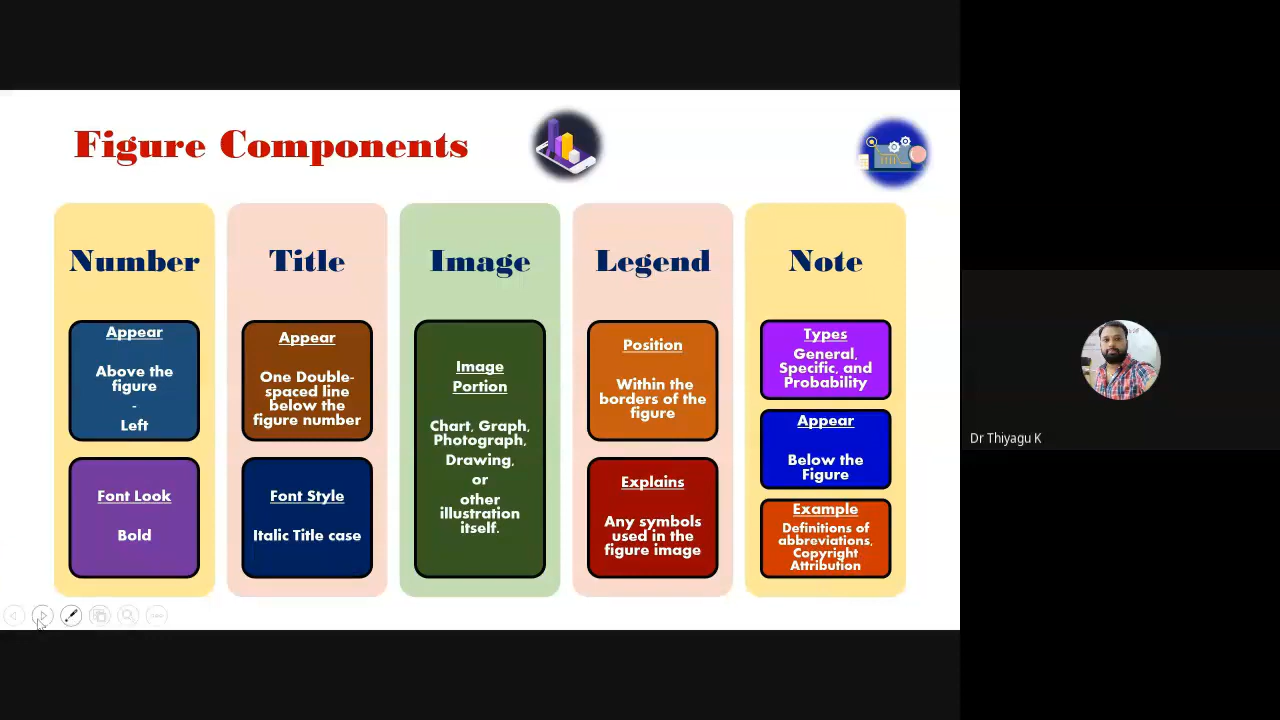 Figure Components
Number
Appear
Above the
figure
-
Left
Font Look
Bold
Title
Appear
One Double-
spaced line
below the
figure number
Font Style
Italic Title case
Image
Image
Portion
Chart, Graph,
Photograph,
Drawing,
or
other
illustration
itself.
Legend
Position
Within the
borders of the
figure
Explains
Any symbols
used in the
figure image
Note
Types
General,
Specific, and
Probability
Appear
Below the
Figure
Example
Definitions of
abbreviations,
Copyright
Attribution
Dr Thiyagu K